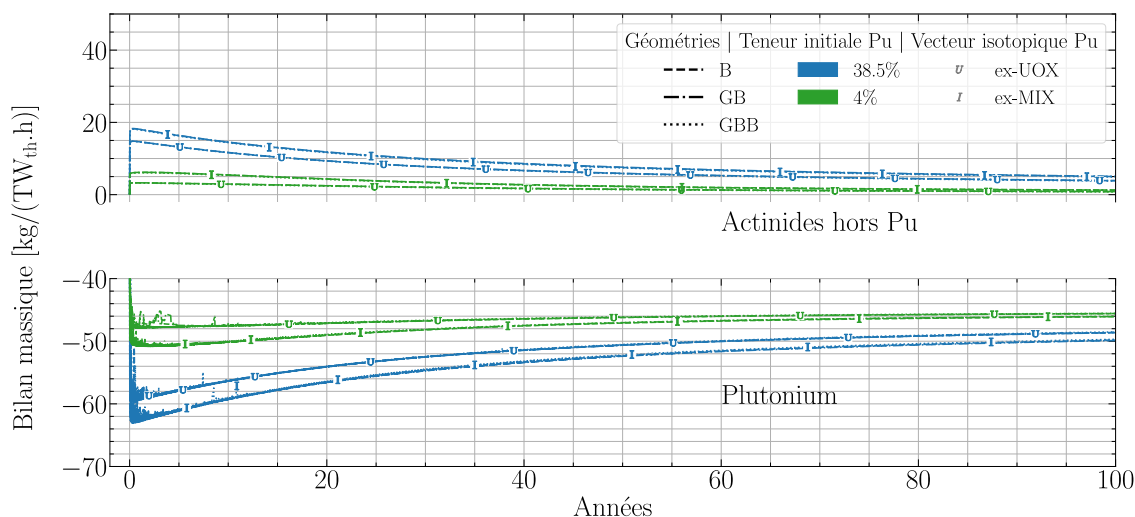 Géométries | Teneur initiale Pu | Vecteur isotopique Pu
B 38.5% U ex-UOX
GB 4% I ex-MIX
GBB
40
20
0
Actinides hors Pu
Bilan massique [kg/(TW_th.h)]
−40
−50
−60
−70
Plutonium
0 20 40 60 80 100
Années